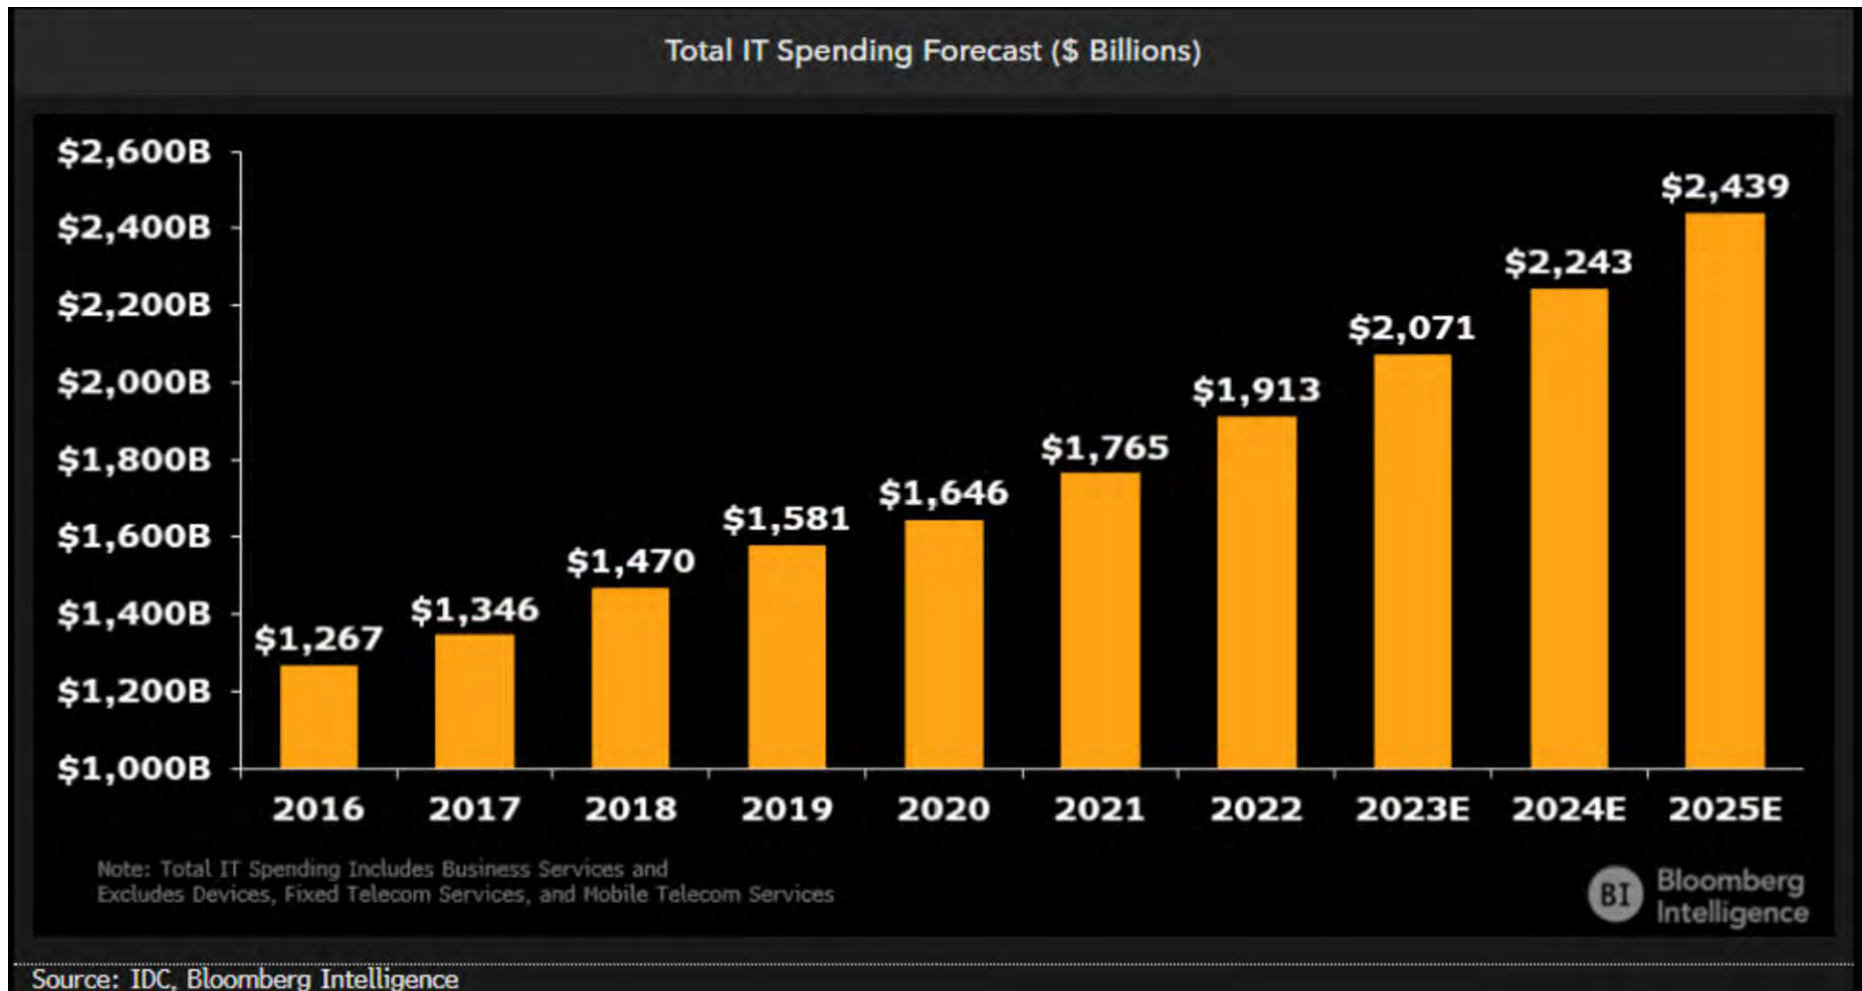 Total IT Spending Forecast ($ Billions)
$2,600B
$2,400B
$2,200B
$2,000B
$1,800B
$1,600B
$1,400B
$1,200B
$1,000B
$1,267
$1,346
$1,470
$1,581
$1,646
$1,765
$1,913
$2,071
$2,243
$2,439
2016 2017 2018 2019 2020 2021 2022 2023E 2024E 2025E
Note: Total IT Spending Includes Business Services and
Excludes Devices, Fixed Telecom Services, and Mobile Telecom Services
BI
Bloomberg
Intelligence
Source: IDC, Bloomberg Intelligence